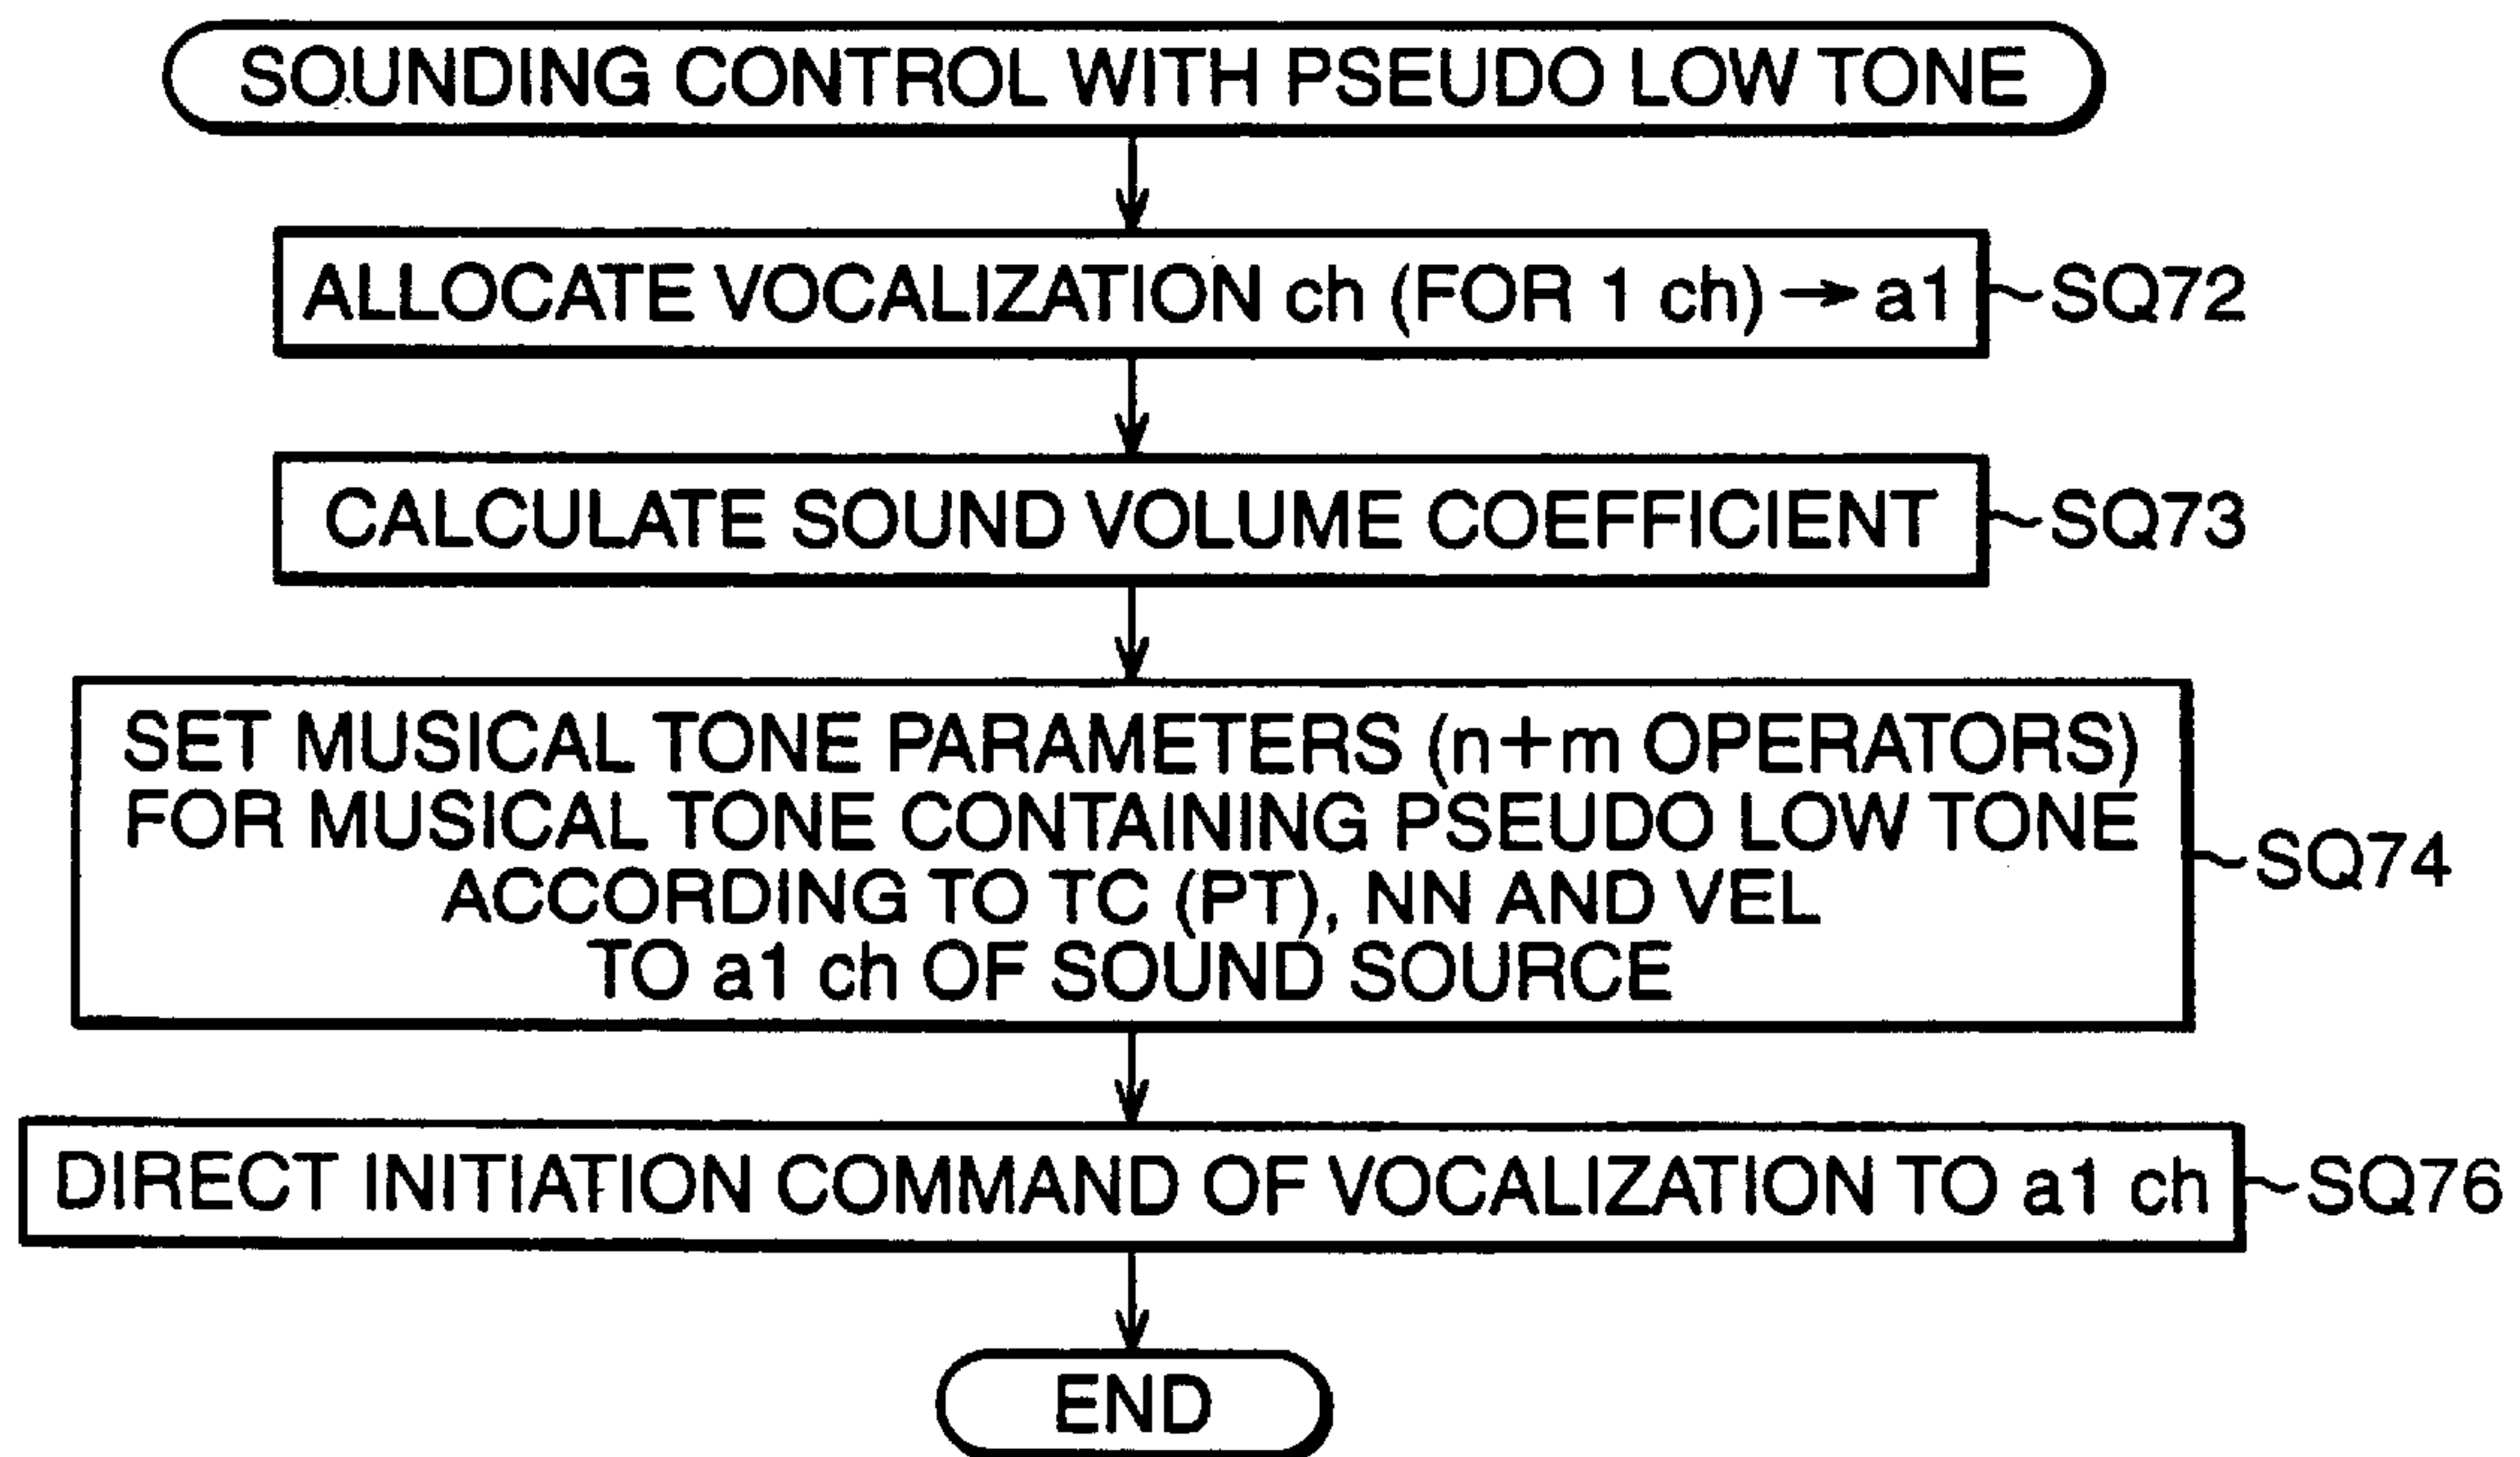 SOUNDING CONTROL WITH PSEUDO LOW TONE
ALLOCATE VOCALIZATION ch (FOR 1 ch) → a1
SQ72
CALCULATE SOUND VOLUME COEFFICIENT
SQ73
SET MUSICAL TONE PARAMETERS (n+m OPERATORS)
FOR MUSICAL TONE CONTAINING PSEUDO LOW TONE
ACCORDING TO TC (PT), NN AND VEL
TO a1 ch OF SOUND SOURCE
SQ74
DIRECT INITIATION COMMAND OF VOCALIZATION TO a1 ch
SQ76
END